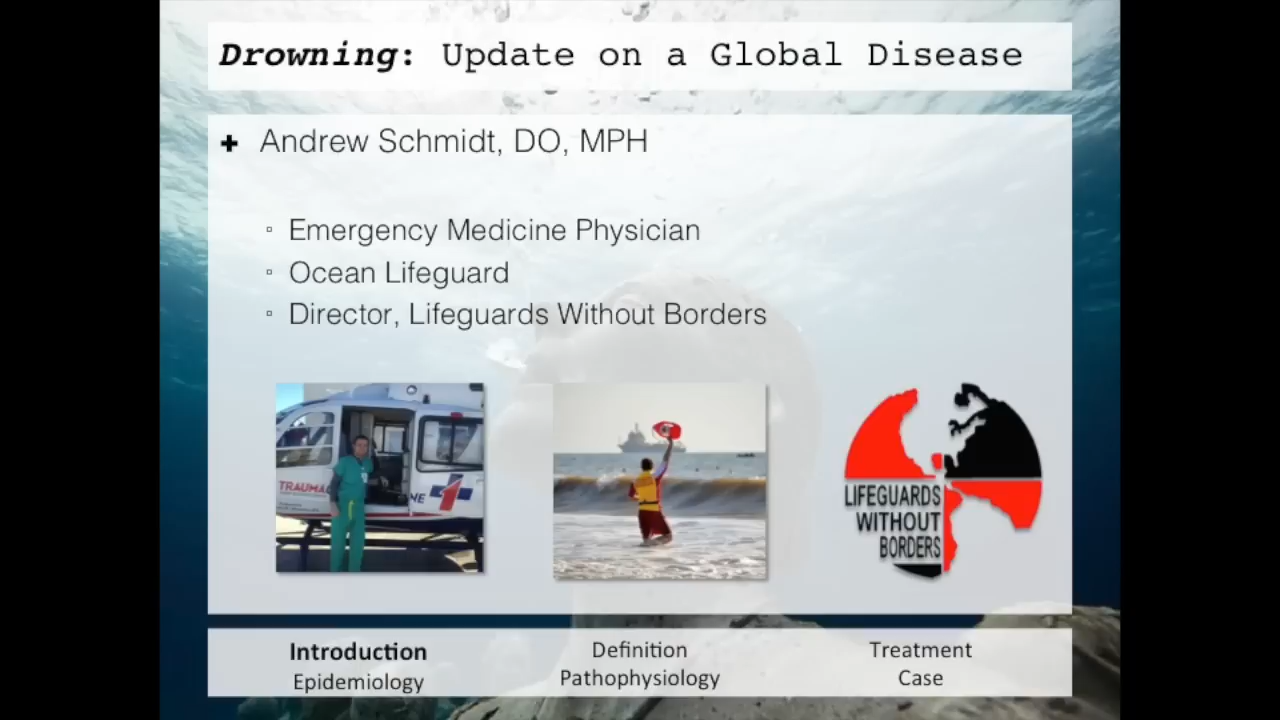 Drowning: Update on a Global Disease
Andrew Schmidt, DO, MPH
Emergency Medicine Physician
Ocean Lifeguard
Director, Lifeguards Without Borders
TRAUMA
NE
LIFEGUARDS
WITHOUT
BORDERS
Introduction
Epidemiology
Definition
Pathophysiology
Treatment
Case